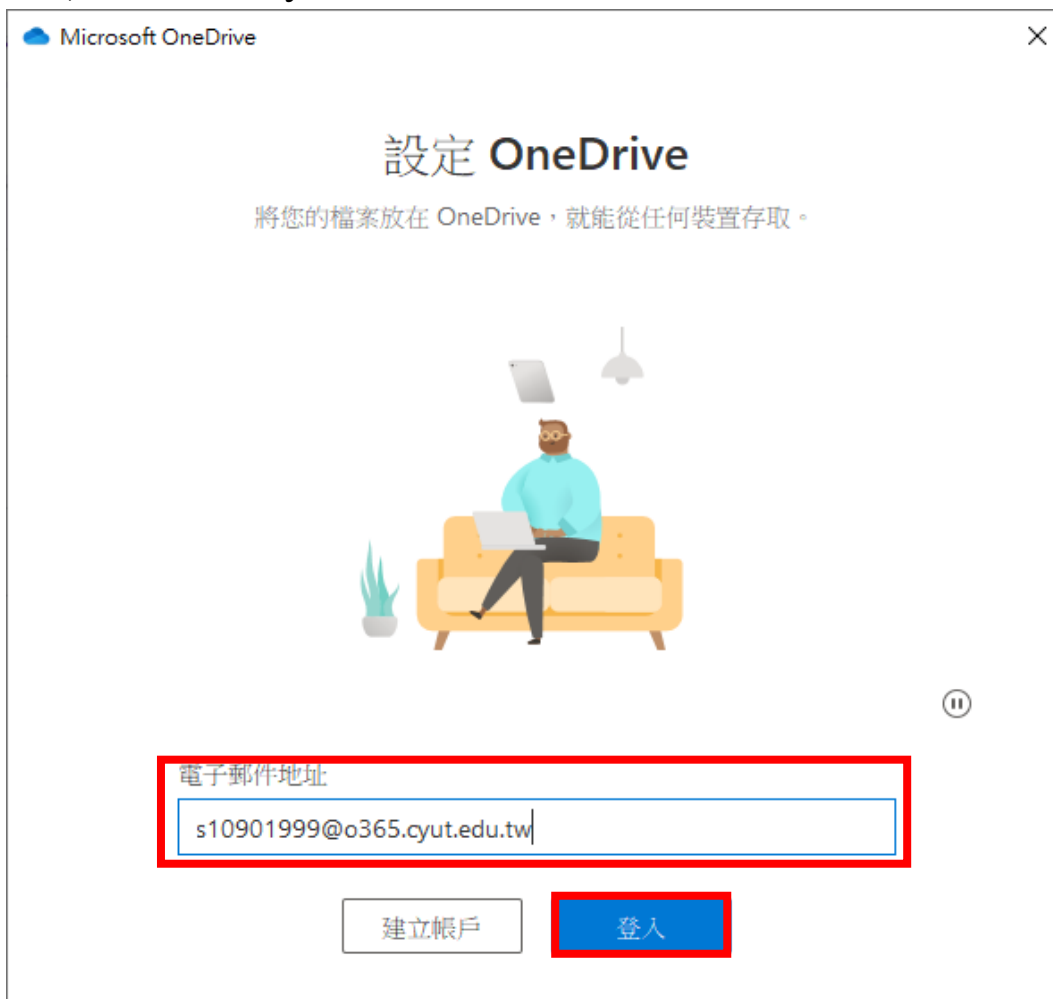 Microsoft OneDrive
設定 OneDrive
將您的檔案放在 OneDrive，就能從任何裝置存取。
電子郵件地址
s10901999@o365.cyut.edu.tw
建立帳戶
登入